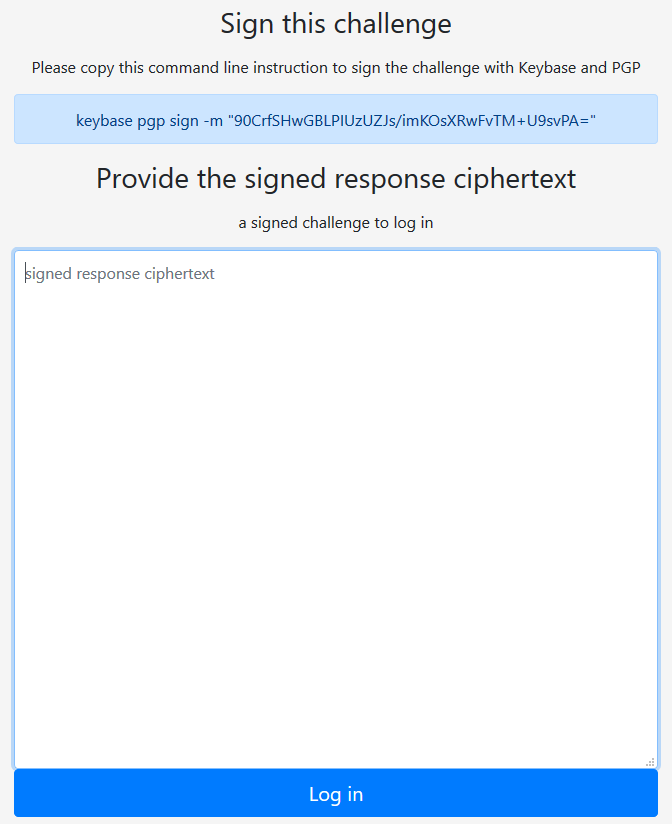 Sign this challenge
Please copy this command line instruction to sign the challenge with Keybase and PGP
keybase pgp sign -m "90CrfSHwGBLPIUzUZJs/imKOsXRwFvTM+U9svPA="
Provide the signed response ciphertext
a signed challenge to log in
signed response ciphertext
Log in